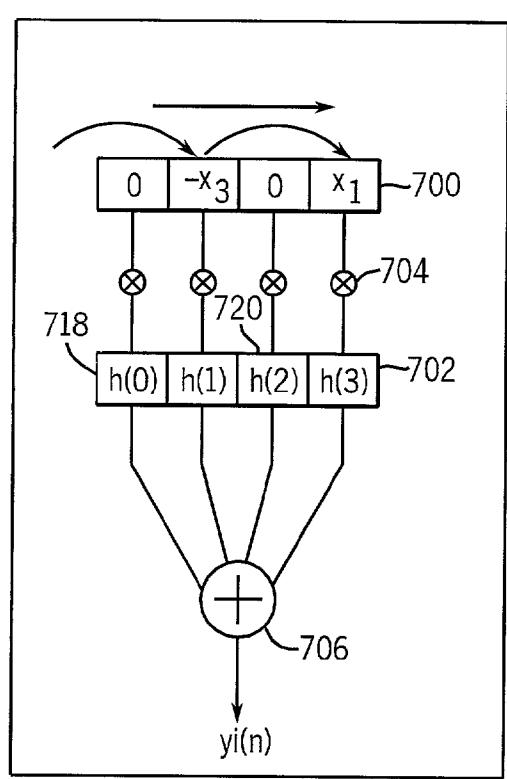 0 -x₃ 0 x₁ 700
704
718 720
h(0) h(1) h(2) h(3) 702
706
yi(n)